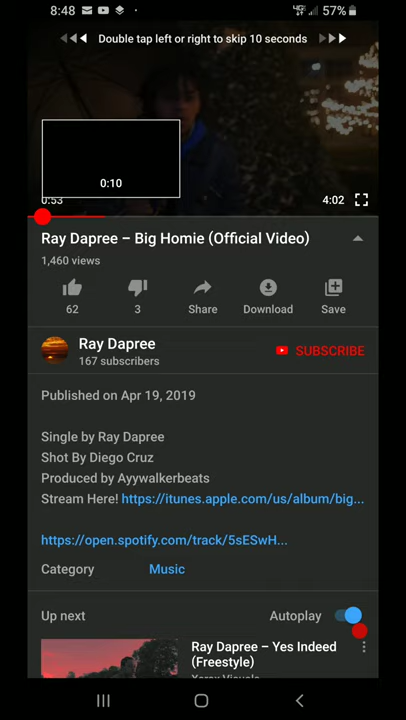 8:48
57%
Double tap left or right to skip 10 seconds
0:10
0:53
4:02
Ray Dapree – Big Homie (Official Video)
1,460 views
62
3
Share
Download
Save
Ray Dapree
SUBSCRIBE
167 subscribers
Published on Apr 19, 2019
Single by Ray Dapree
Shot By Diego Cruz
Produced by Ayywalkerbeats
Stream Here! https://itunes.apple.com/us/album/big...
https://open.spotify.com/track/5sESwH...
Category Music
Up next Autoplay
Ray Dapree – Yes Indeed
(Freestyle)